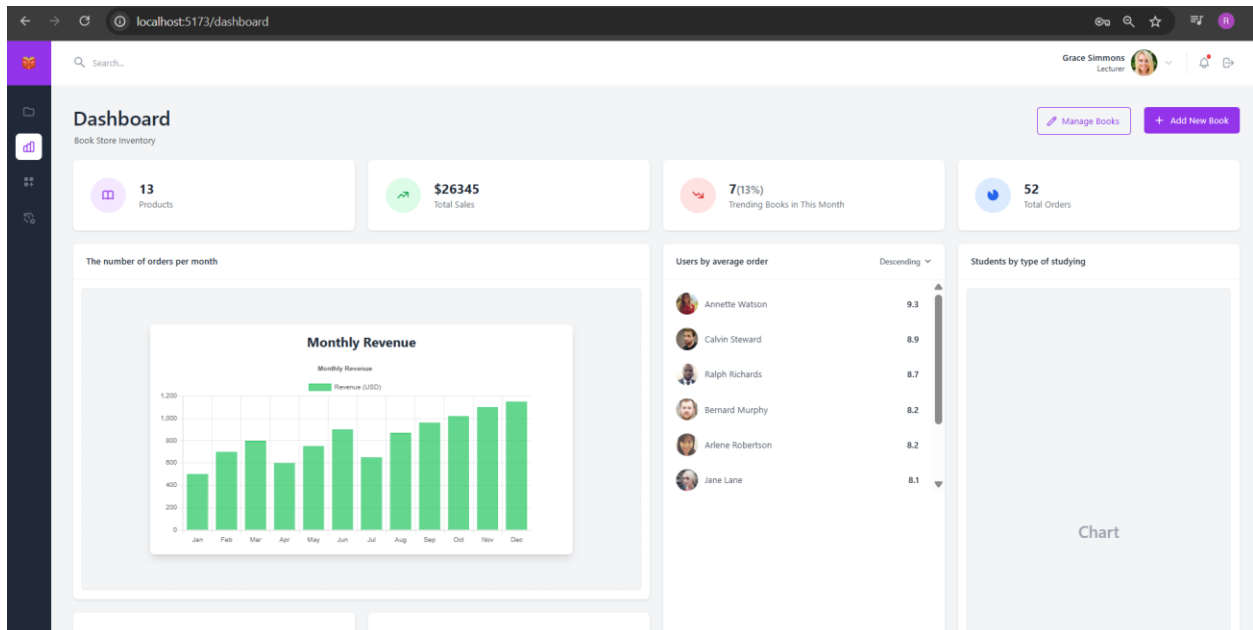 localhost:5173/dashboard
R
Search...
Grace Simmons
Lecturer
Dashboard
Book Store Inventory
Manage Books
+ Add New Book
13
Products
$26345
Total Sales
7(13%)
Trending Books in This Month
52
Total Orders
The number of orders per month
Monthly Revenue
Monthly Revenue
Revenue (USD)
1,200
1,000
800
600
400
200
0
Jan Feb Mar Apr May Jun Jul Aug Sep Oct Nov Dec
Users by average order
Descending
Annette Watson 9.3
Calvin Steward 8.9
Ralph Richards 8.7
Bernard Murphy 8.2
Arlene Robertson 8.2
Jane Lane 8.1
Students by type of studying
Chart